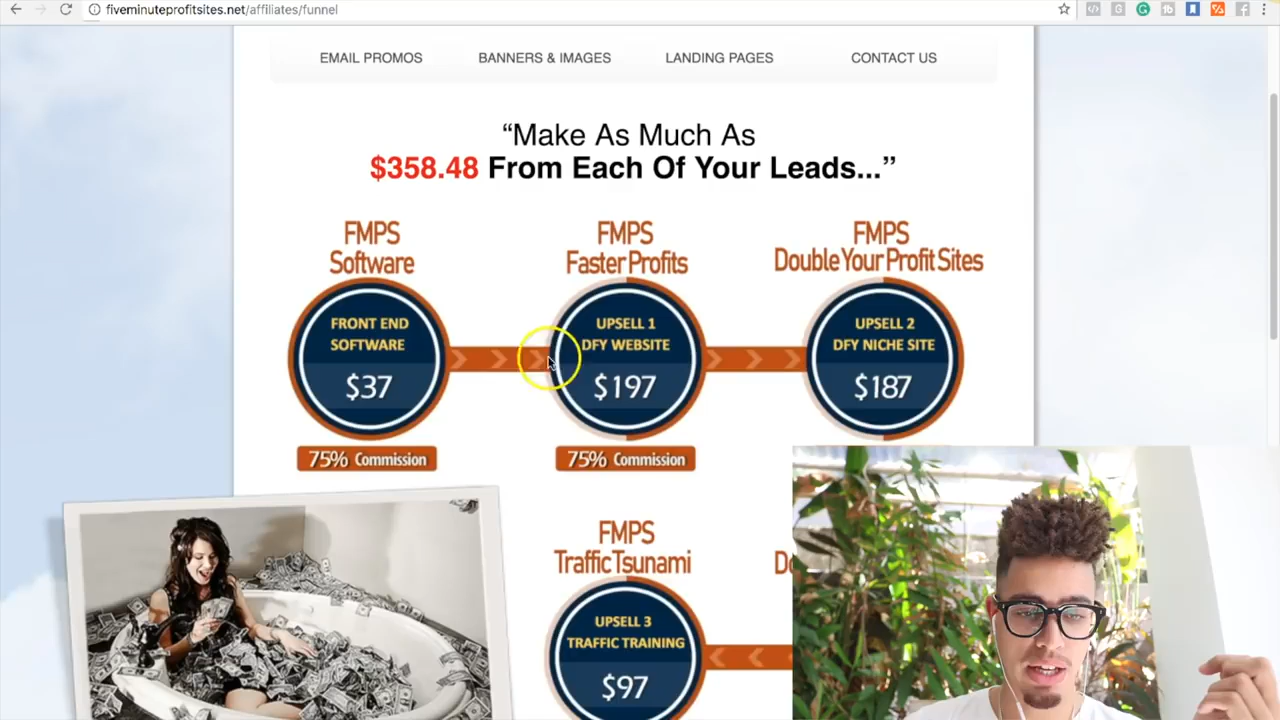 fiveminuteprofitsites.net/affiliates/funnel
EMAIL PROMOS
BANNERS & IMAGES
LANDING PAGES
CONTACT US
“Make As Much As
$358.48 From Each Of Your Leads...”
FMPS
Software
FRONT END
SOFTWARE
$37
75% Commission
FMPS
Faster Profits
UPSELL 1
DFY WEBSITE
$197
75% Commission
FMPS
Double Your Profit Sites
UPSELL 2
DFY NICHE SITE
$187
FMPS
Traffic Tsunami
UPSELL 3
TRAFFIC TRAINING
$97